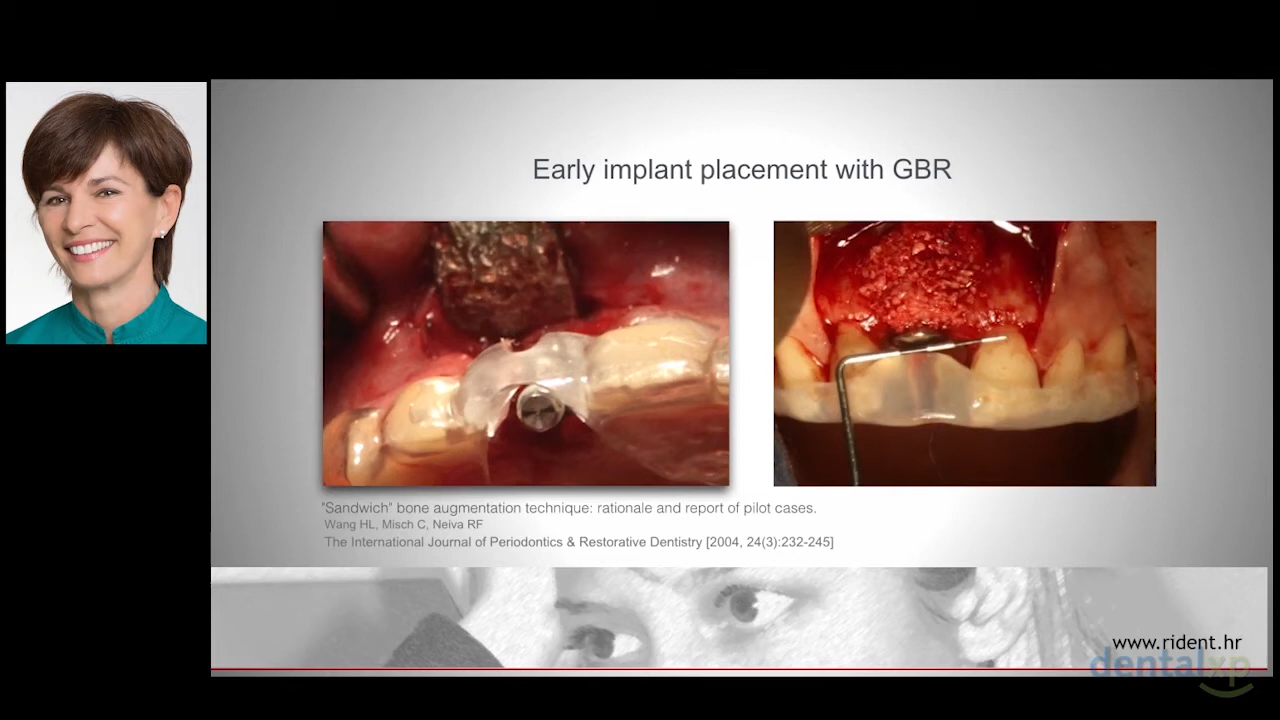 Early implant placement with GBR
"Sandwich" bone augmentation technique: rationale and report of pilot cases.
Wang HL, Misch C, Neiva RF
The International Journal of Periodontics & Restorative Dentistry [2004, 24(3):232-245]
www.rident.hr
dentalxp